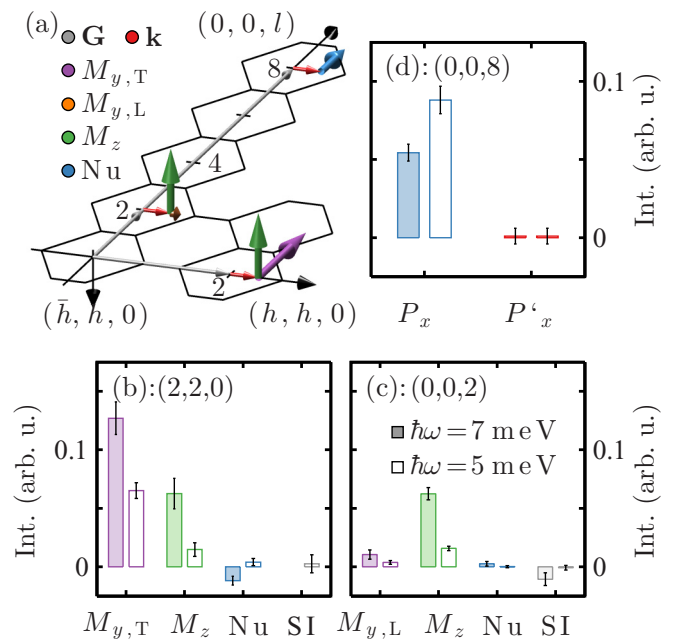 (a)
G k
M_{y,T}
M_{y,L}
M_z
Nu
(0, 0, l)
8
4
2
2
(h̄, h, 0)
(h, h, 0)
(d): (0,0,8)
0.1
0
Int. (arb. u.)
P_x P‘_x
(b):(2,2,0)
0.1
0
Int. (arb. u.)
M_{y,T} M_z Nu SI
(c):(0,0,2)
ħω = 7 meV
ħω = 5 meV
0.1
0
Int. (arb. u.)
M_{y,L} M_z Nu SI